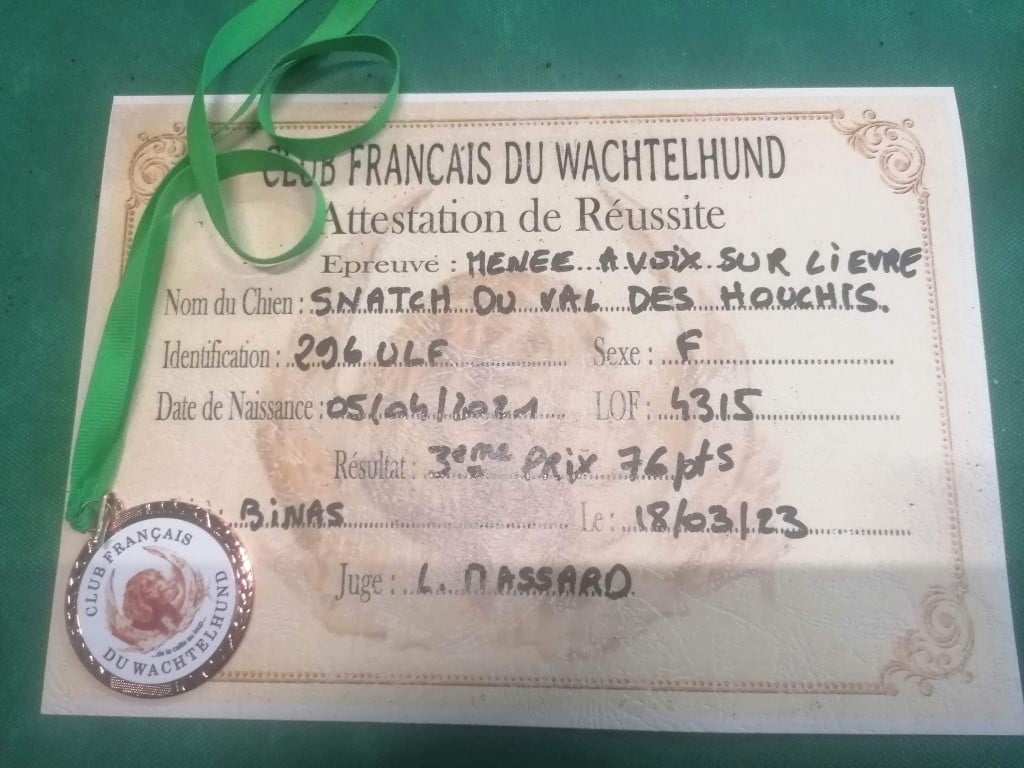 CLUB FRANCAIS DU WACHTELHUND
Attestation de Réussite
Epreuve : MENEE A VOIX SUR LIEVRE
Nom du Chien : SNATCH DU VAL DES HOUCHIS.
Identification : 296 ULF Sexe : F
Date de Naissance : 05/04/2021 LOF : 4315
Résultat : 3eme PRIX 76 pts
: BINAS Le : 18/03/23
Juge : L. MASSARD
CLUB FRANÇAIS
DU WACHTELHUND